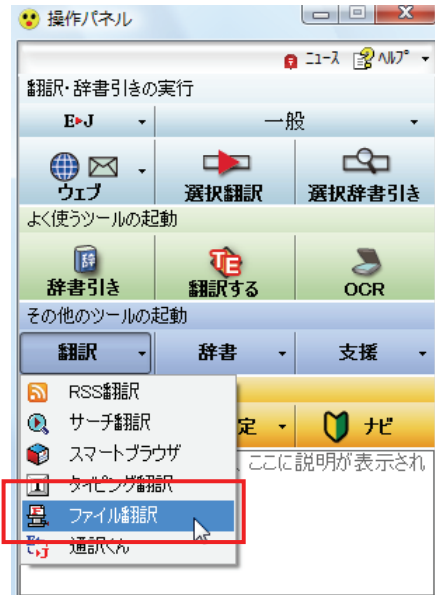 操作パネル
ニュース ヘルプ
翻訳・辞書引きの実行
E▸J 一般
ウェブ 選択翻訳 選択辞書引き
よく使うツールの起動
辞書引き 翻訳する OCR
その他のツールの起動
翻訳 辞書 支援
RSS翻訳
サーチ翻訳 定 ナビ
スマートブラウザ 、ここに説明が表示され
タイピング翻訳
ファイル翻訳
通訳くん